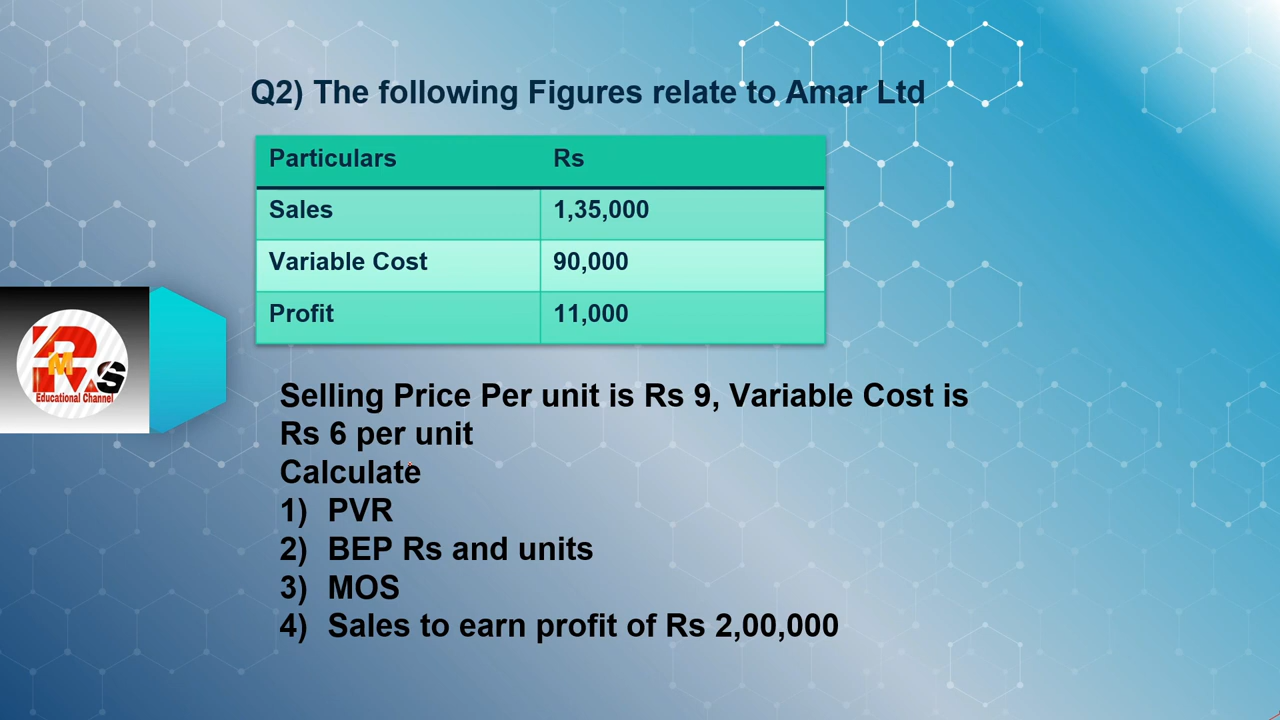 Q2) The following Figures relate to Amar Ltd
Particulars Rs
Sales 1,35,000
Variable Cost 90,000
Profit 11,000
M S
Educational Channel
Selling Price Per unit is Rs 9, Variable Cost is
Rs 6 per unit
Calculate
1) PVR
2) BEP Rs and units
3) MOS
4) Sales to earn profit of Rs 2,00,000